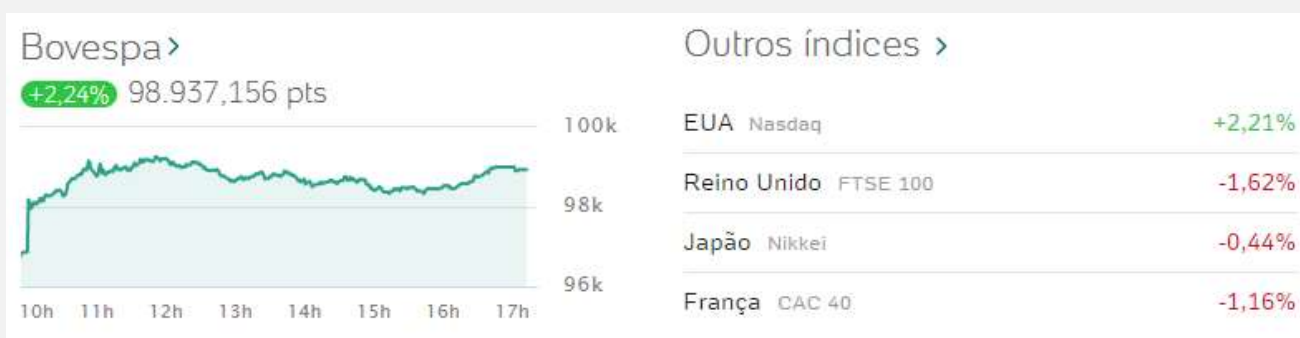 Bovespa >
+2,24% 98.937,156 pts
100k
98k
96k
10h 11h 12h 13h 14h 15h 16h 17h
Outros índices >
EUA Nasdaq +2,21%
Reino Unido FTSE 100 -1,62%
Japão Nikkei -0,44%
França CAC 40 -1,16%